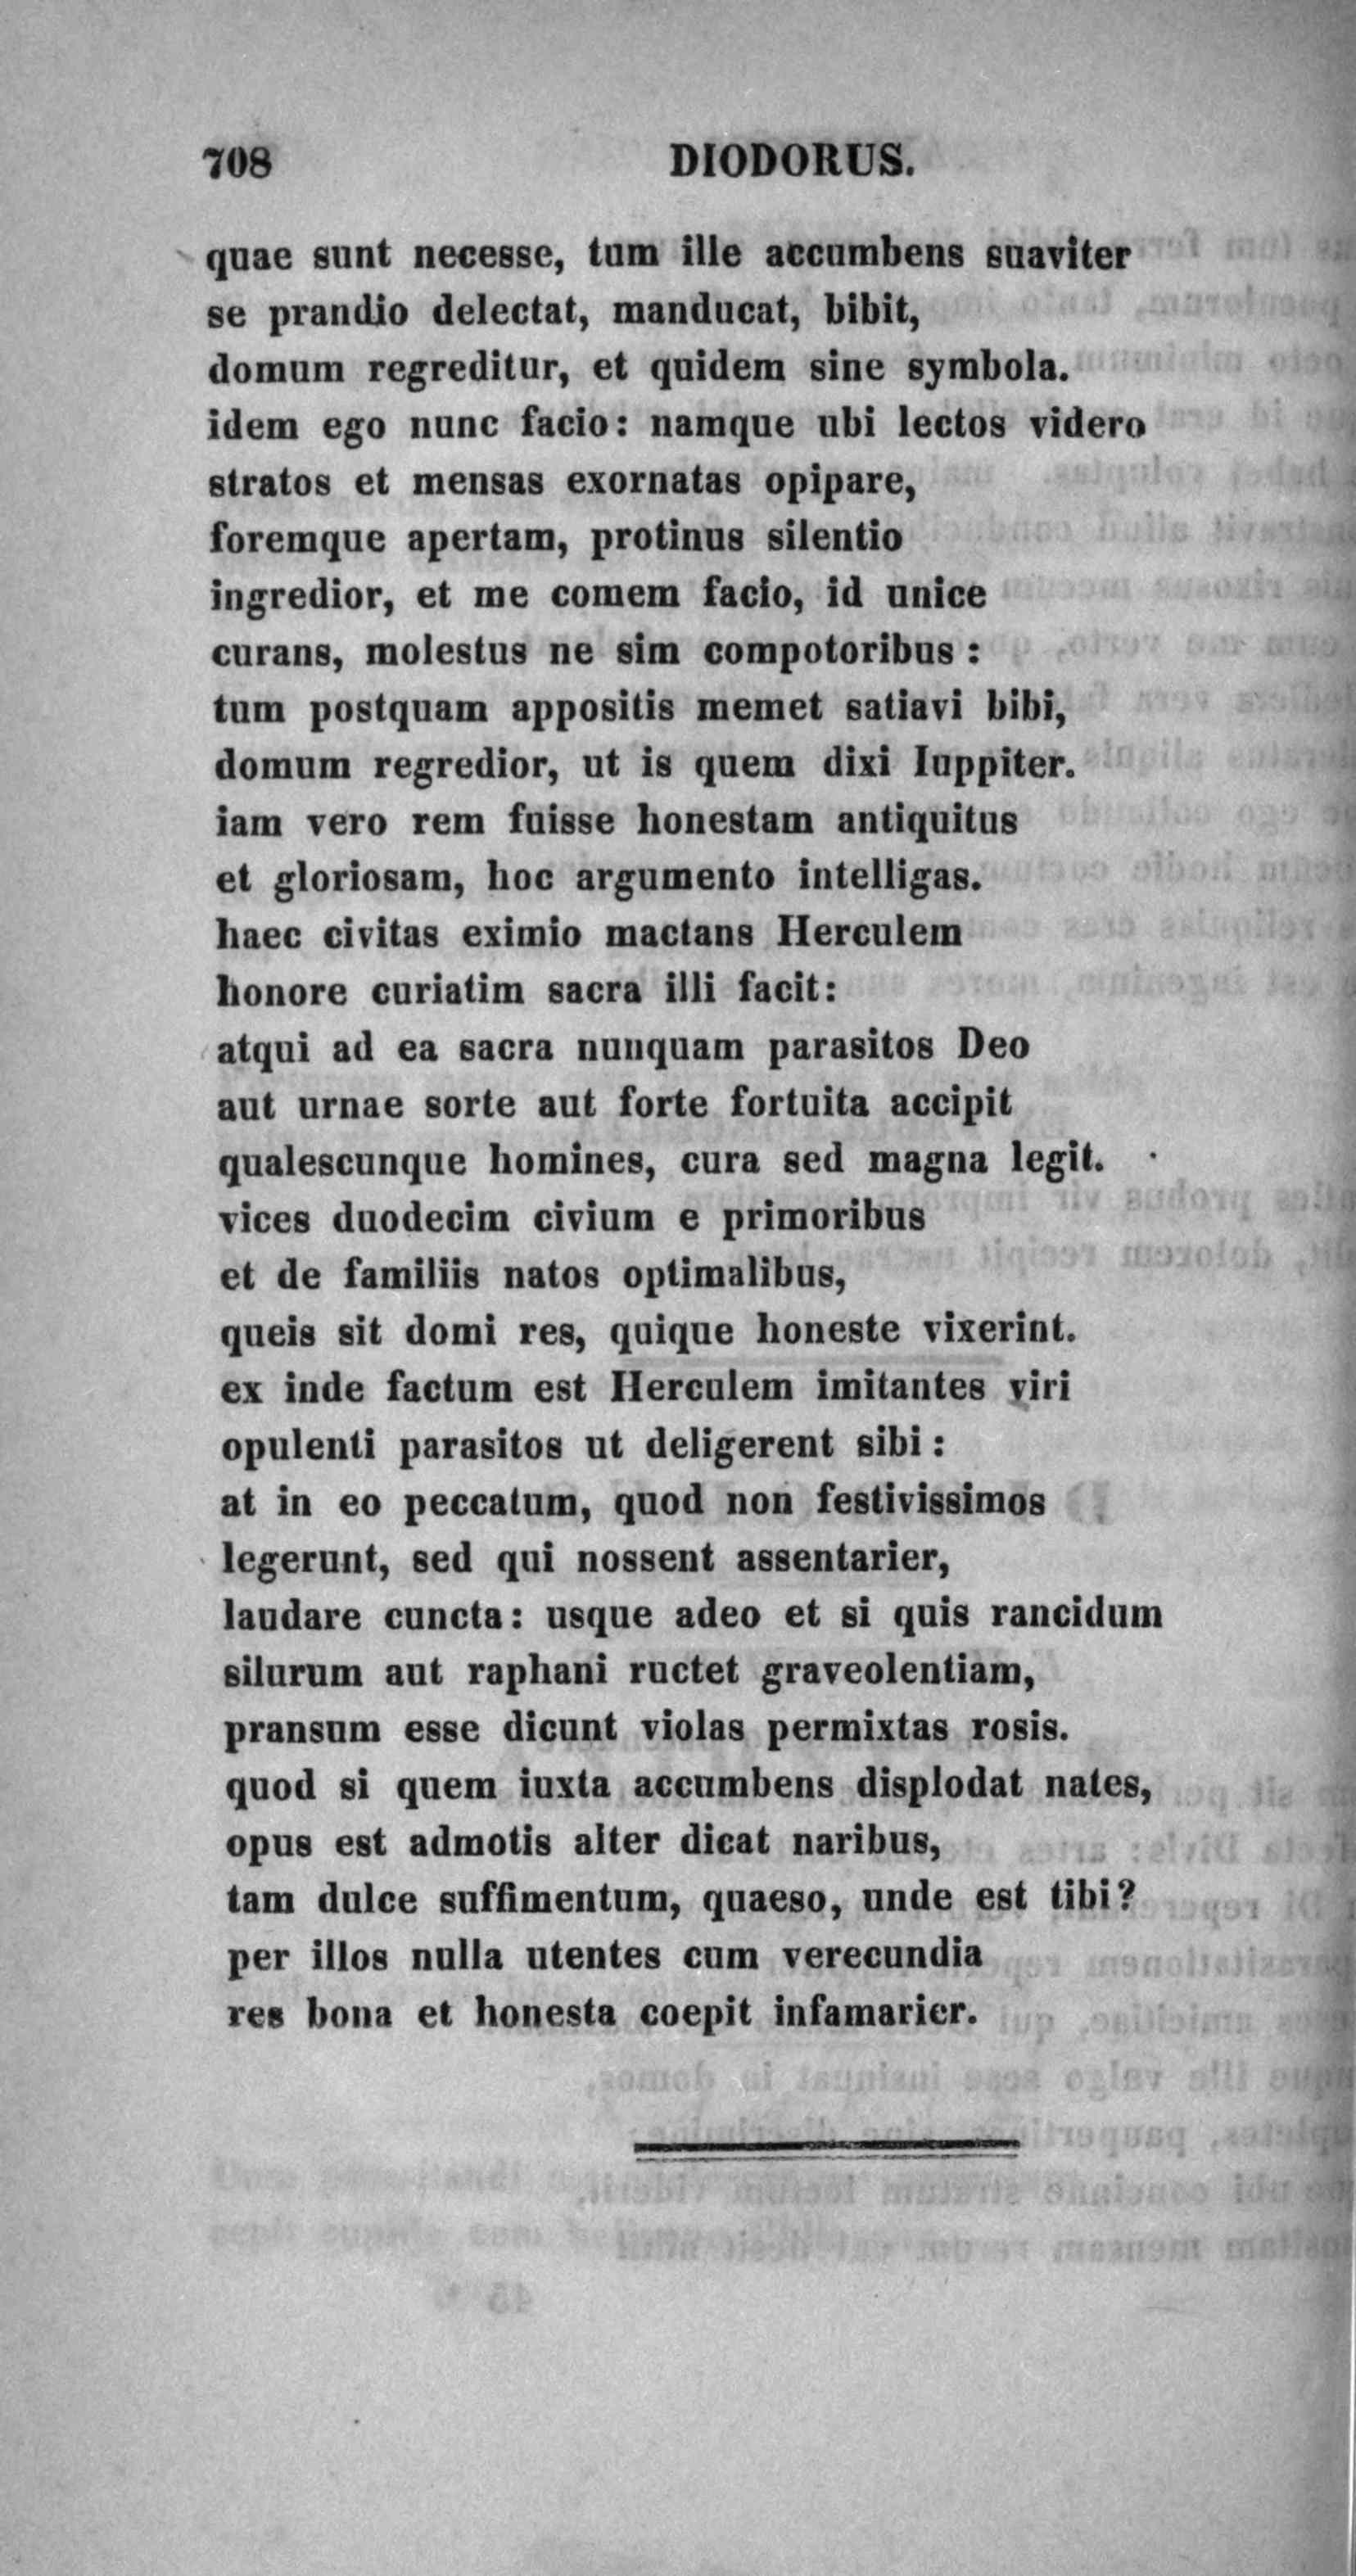 708 DIODORUS.
quae sunt necesse, tum ille accumbens suaviter
se prandio delectat, manducat, bibit,
domum regreditur, et quidem sine symbola.
idem ego nunc facio: namque ubi lectos videro
stratos et mensas exornatas opipare,
foremque apertam, protinus silentio
ingredior, et me comem facio, id unice
curans, molestus ne sim compotoribus :
tum postquam appositis memet satiavi bibi,
domum regredior, ut is quem dixi Iuppiter.
iam vero rem fuisse honestam antiquitus
et gloriosam, hoc argumento intelligas.
haec civitas eximio mactans Herculem
honore curiatim sacra illi facit:
atqui ad ea sacra nunquam parasitos Deo
aut urnae sorte aut forte fortuita accipit
qualescunque homines, cura sed magna legit.
vices duodecim civium e primoribus
et de familiis natos optimalibus,
queis sit domi res, quique honeste vixerint.
ex inde factum est Herculem imitantes viri
opulenti parasitos ut deligerent sibi :
at in eo peccatum, quod non festivissimos
legerunt, sed qui nossent assentarier,
laudare cuncta: usque adeo et si quis rancidum
silurum aut raphani ructet graveolentiam,
pransum esse dicunt violas permixtas rosis.
quod si quem iuxta accumbens displodat nates,
opus est admotis alter dicat naribus,
tam dulce suffimentum, quaeso, unde est tibi?
per illos nulla utentes cum verecundia
res bona et honesta coepit infamarier.